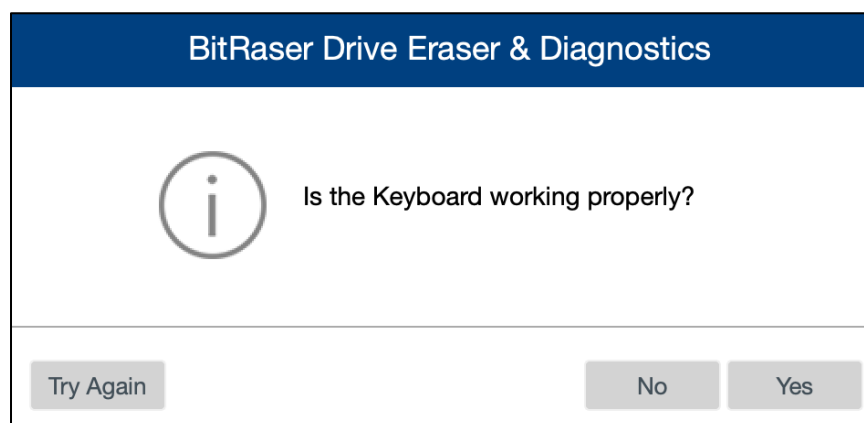 BitRaser Drive Eraser & Diagnostics
Is the Keyboard working properly?
Try Again
No
Yes